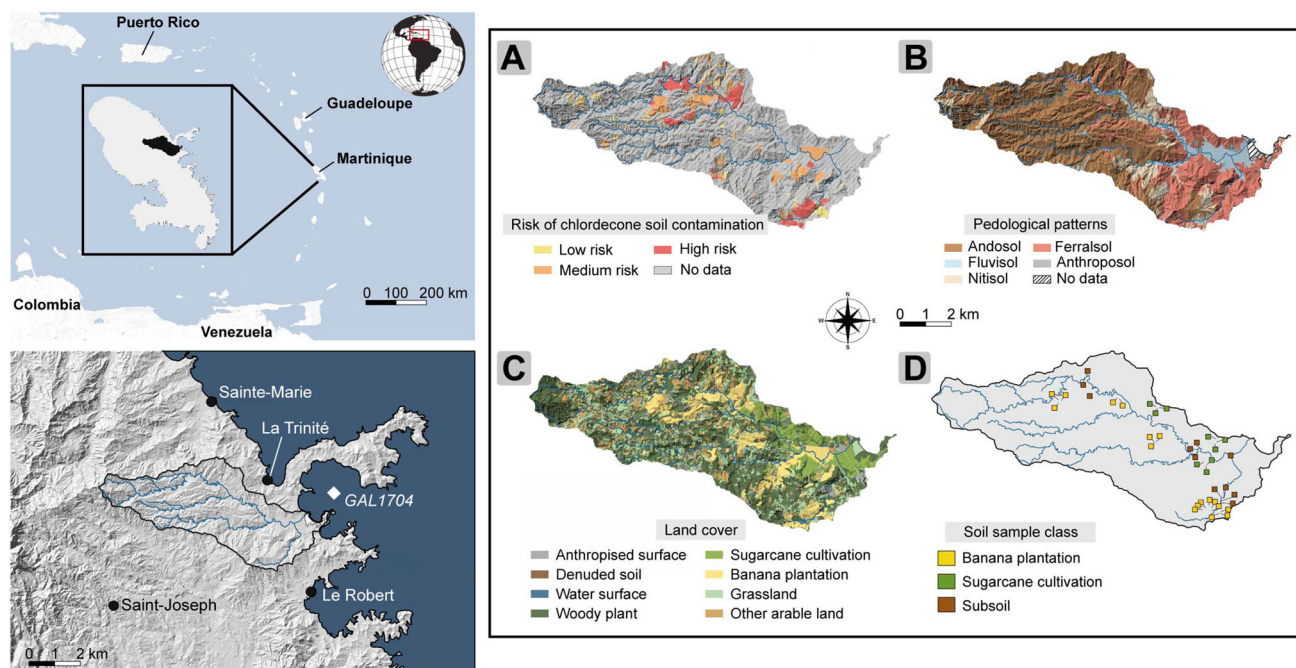 Puerto Rico
Guadeloupe
Martinique
Colombia
Venezuela
0 100 200 km
Sainte-Marie
La Trinité
GAL1704
Saint-Joseph
Le Robert
0 1 2 km
A
Risk of chlordecone soil contamination
Low risk
High risk
Medium risk
No data
B
Pedological patterns
Andosol
Ferralsol
Fluvisol
Anthroposol
Nitisol
No data
N
W
E
S
0 1 2 km
C
Land cover
Anthropised surface
Sugarcane cultivation
Denuded soil
Banana plantation
Water surface
Grassland
Woody plant
Other arable land
D
Soil sample class
Banana plantation
Sugarcane cultivation
Subsoil